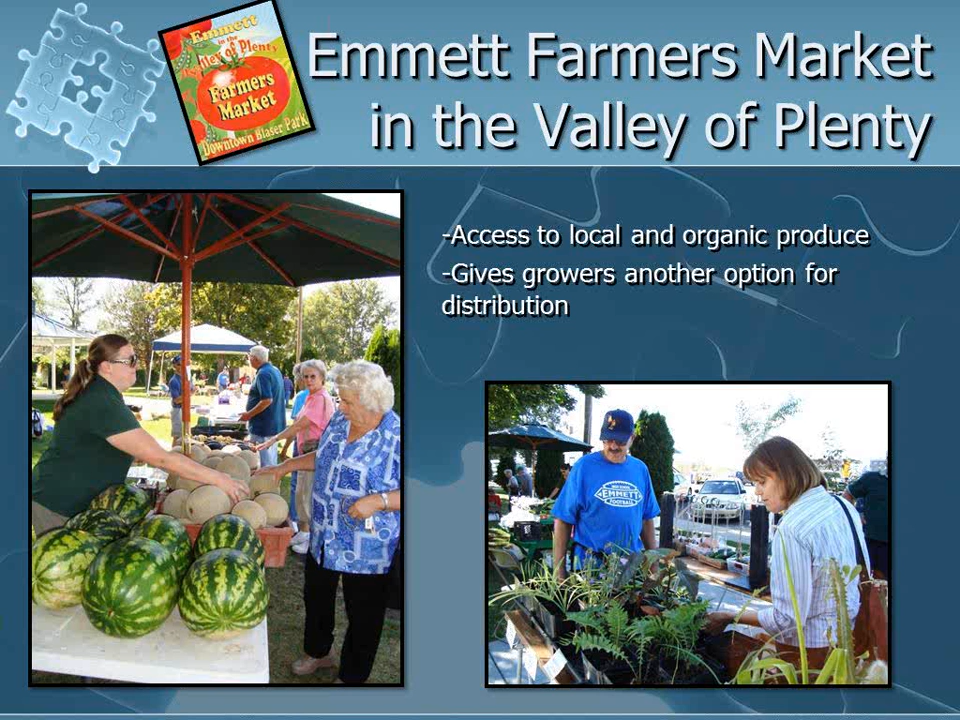 Emmett
in the
Valley of Plenty
Farmers
Market
Downtown Blaser Park
Emmett Farmers Market
in the Valley of Plenty
-Access to local and organic produce
-Gives growers another option for
distribution
EMMETT
FOOTBALL